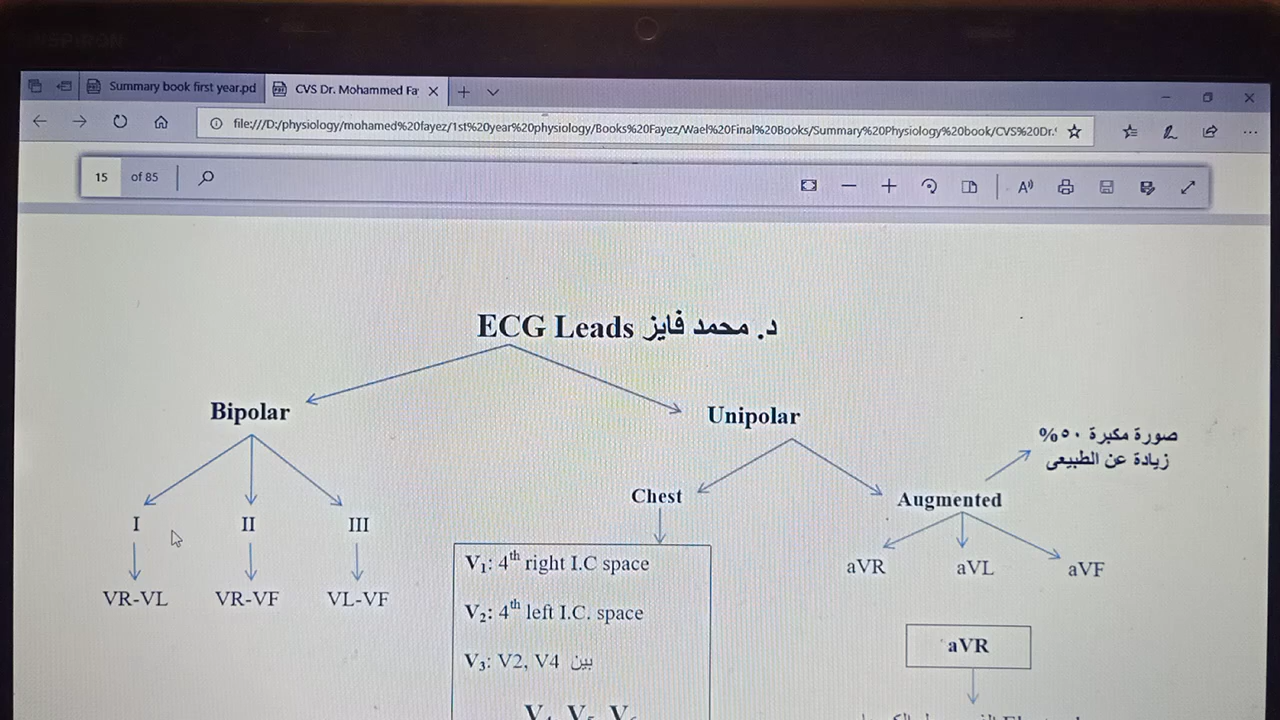 INSPIRON
Summary book first year.pd
CVS Dr. Mohammed Fa
file:///D:/physiology/mohamed%20fayez/1st%20year%20physiology/Books%20Fayez/Wael%20Final%20Books/Summary%20Physiology%20book/CVS%20Dr.
15 of 85
ECG Leads د. محمد فايز
Bipolar
Unipolar
صورة مكبرة ٥٠%
زيادة عن الطبيعى
Chest
Augmented
I II III
V₁: 4th right I.C space
aVR aVL aVF
VR-VL VR-VF VL-VF
V₂: 4th left I.C. space
aVR
V₃: V2, V4 بين